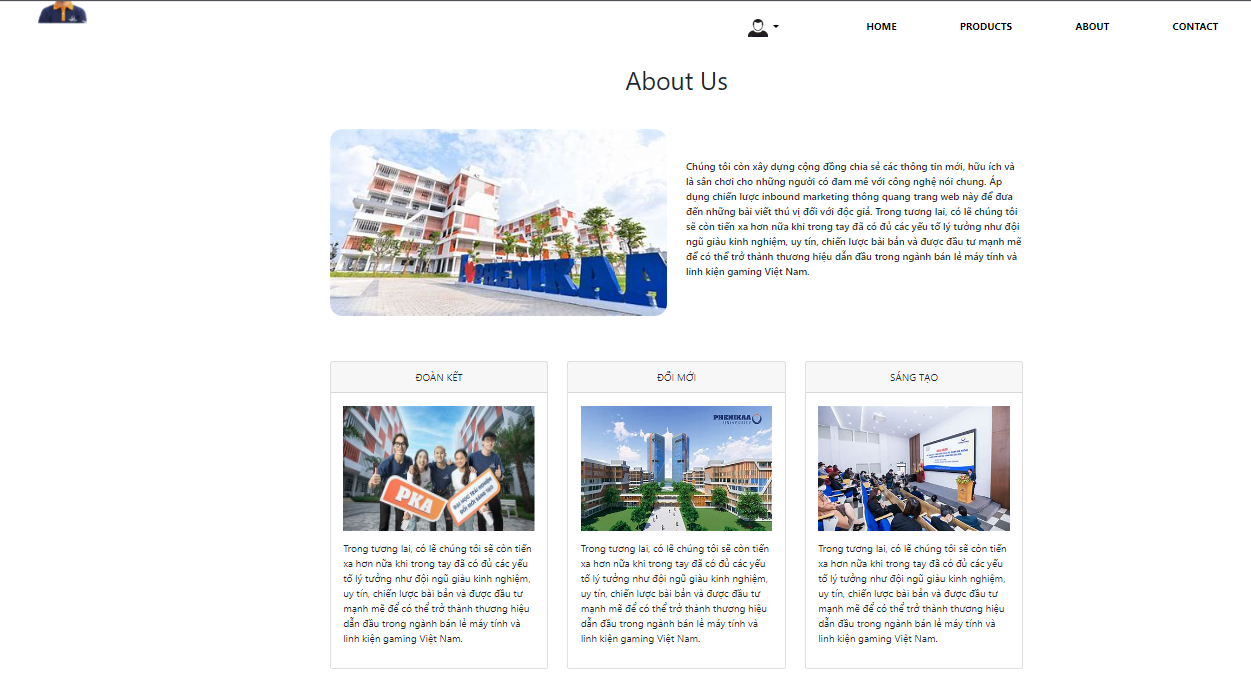 HOME PRODUCTS ABOUT CONTACT
About Us
PHENIKAA
Chúng tôi còn xây dựng cộng đồng chia sẻ các thông tin mới, hữu ích và
là sân chơi cho những người có đam mê với công nghệ nói chung. Áp
dụng chiến lược inbound marketing thông quang trang web này để đưa
đến những bài viết thú vị đối với độc giả. Trong tương lai, có lẽ chúng tôi
sẽ còn tiến xa hơn nữa khi trong tay đã có đủ các yếu tố lý tưởng như đội
ngũ giàu kinh nghiệm, uy tín, chiến lược bài bản và được đầu tư mạnh mẽ
để có thể trở thành thương hiệu dẫn đầu trong ngành bán lẻ máy tính và
linh kiện gaming Việt Nam.
ĐOÀN KẾT
PKA
ĐẠI HỌC TRẢI NGHIỆM
ĐỔI MỚI SÁNG TẠO
Trong tương lai, có lẽ chúng tôi sẽ còn tiến
xa hơn nữa khi trong tay đã có đủ các yếu
tố lý tưởng như đội ngũ giàu kinh nghiệm,
uy tín, chiến lược bài bản và được đầu tư
mạnh mẽ để có thể trở thành thương hiệu
dẫn đầu trong ngành bán lẻ máy tính và
linh kiện gaming Việt Nam.
ĐỔI MỚI
PHENIKAA
UNIVERSITY
Trong tương lai, có lẽ chúng tôi sẽ còn tiến
xa hơn nữa khi trong tay đã có đủ các yếu
tố lý tưởng như đội ngũ giàu kinh nghiệm,
uy tín, chiến lược bài bản và được đầu tư
mạnh mẽ để có thể trở thành thương hiệu
dẫn đầu trong ngành bán lẻ máy tính và
linh kiện gaming Việt Nam.
SÁNG TẠO
Trong tương lai, có lẽ chúng tôi sẽ còn tiến
xa hơn nữa khi trong tay đã có đủ các yếu
tố lý tưởng như đội ngũ giàu kinh nghiệm,
uy tín, chiến lược bài bản và được đầu tư
mạnh mẽ để có thể trở thành thương hiệu
dẫn đầu trong ngành bán lẻ máy tính và
linh kiện gaming Việt Nam.